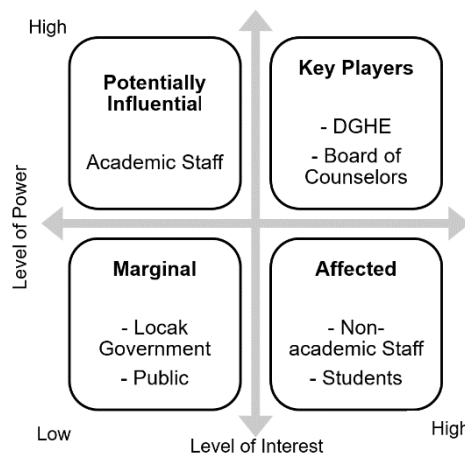 High
Potentially
Influential
Academic Staff
Key Players
- DGHE
- Board of
Counselors
Level of Power
Marginal
- Locak
Government
- Public
Affected
- Non-
academic Staff
- Students
Low
Level of Interest
High